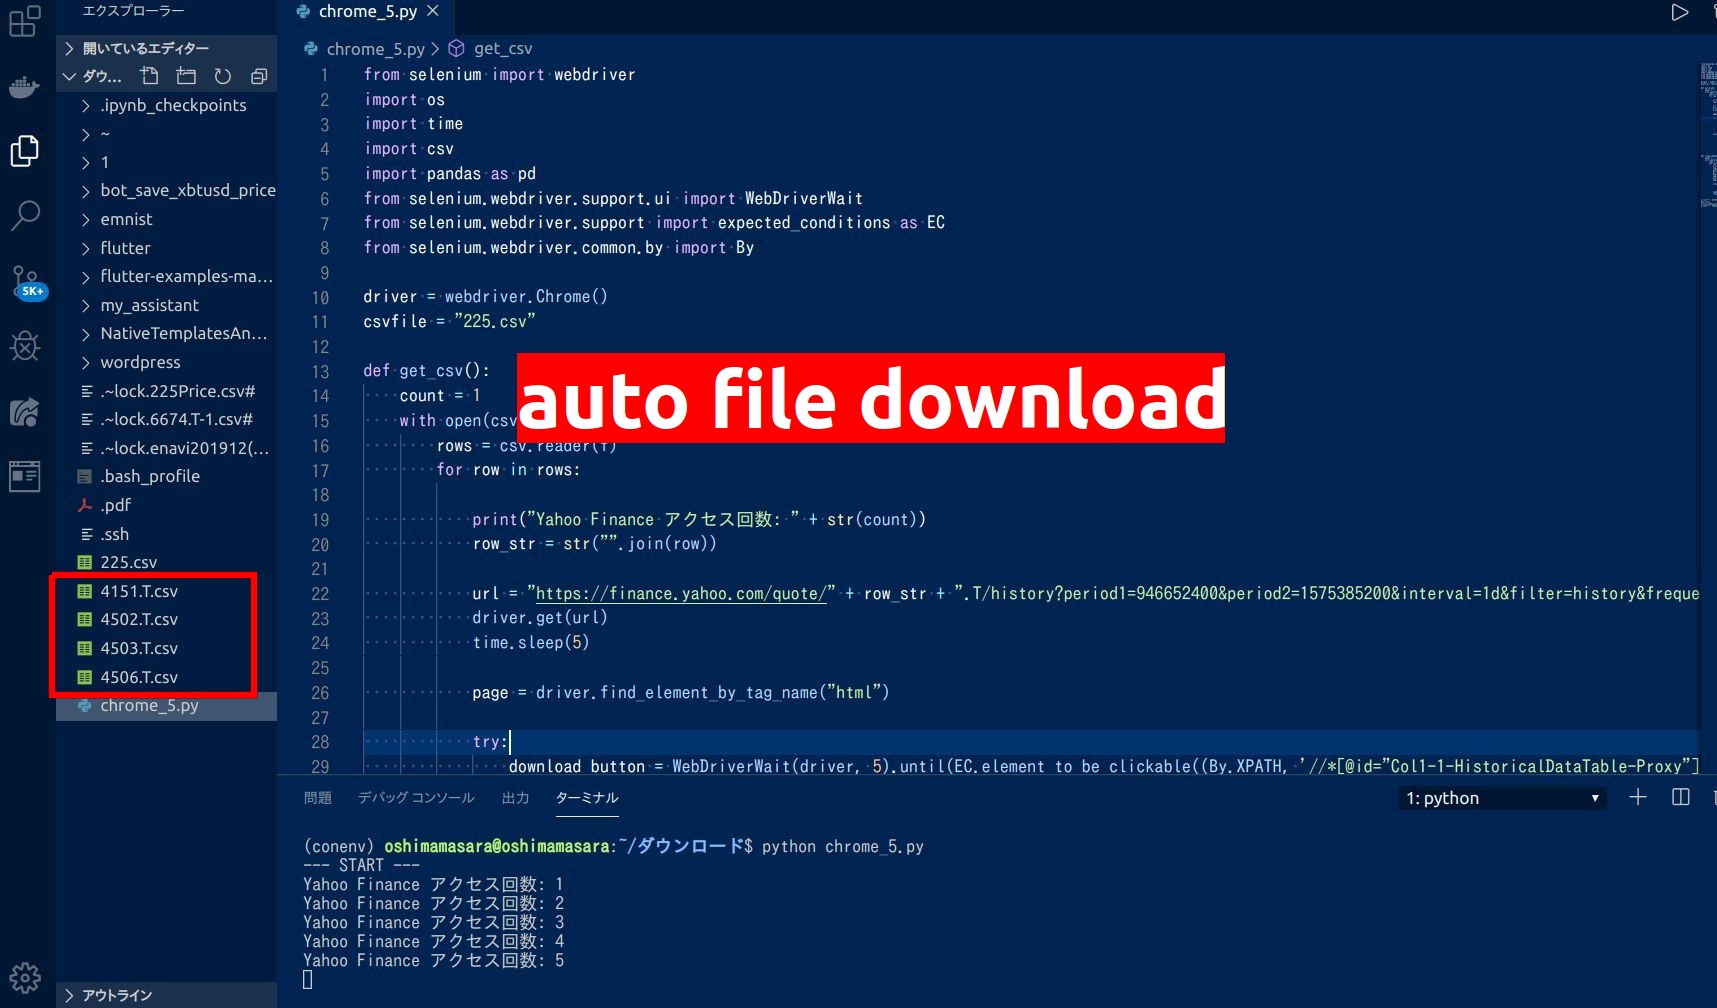 エクスプローラー
開いているエディター
ダウ...
.ipynb_checkpoints
~
1
bot_save_xbtusd_price
emnist
flutter
flutter-examples-ma...
my_assistant
NativeTemplatesAn...
wordpress
.~lock.225Price.csv#
.~lock.6674.T-1.csv#
.~lock.enavi201912(...
.bash_profile
.pdf
.ssh
225.csv
4151.T.csv
4502.T.csv
4503.T.csv
4506.T.csv
chrome_5.py
アウトライン
5K+
chrome_5.py
chrome_5.py > get_csv
1 from selenium import webdriver
2 import os
3 import time
4 import csv
5 import pandas as pd
6 from selenium.webdriver.support.ui import WebDriverWait
7 from selenium.webdriver.support import expected_conditions as EC
8 from selenium.webdriver.common.by import By
9
10 driver = webdriver.Chrome()
11 csvfile = "225.csv"
12
13 def get_csv():
14 count = 1
15 with open(csv
auto file download
16 rows = csv.reader(f)
17 for row in rows:
18
19 print("Yahoo Finance アクセス回数: " + str(count))
20 row_str = str("".join(row))
21
22 url = "https://finance.yahoo.com/quote/" + row_str + ".T/history?period1=946652400&period2=1575385200&interval=1d&filter=history&freque
23 driver.get(url)
24 time.sleep(5)
25
26 page = driver.find_element_by_tag_name("html")
27
28 try:
29 download_button = WebDriverWait(driver, 5).until(EC.element_to_be_clickable((By.XPATH, '//*[@id="Col1-1-HistoricalDataTable-Proxy"]
問題 デバッグ コンソール 出力 ターミナル
1: python
(conenv) oshimamasara@oshimamasara:~/ダウンロード$ python chrome_5.py
--- START ---
Yahoo Finance アクセス回数: 1
Yahoo Finance アクセス回数: 2
Yahoo Finance アクセス回数: 3
Yahoo Finance アクセス回数: 4
Yahoo Finance アクセス回数: 5